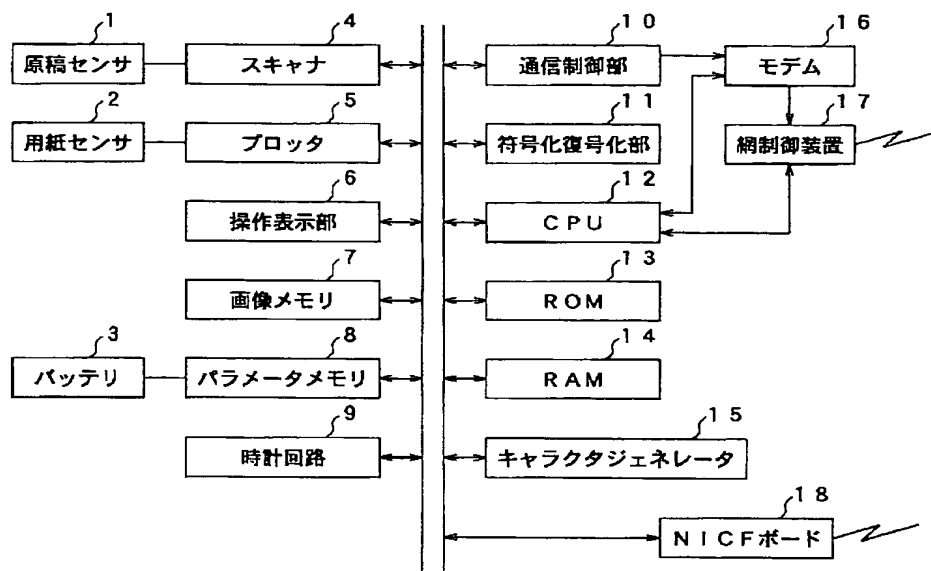 1
4
10
16
原稿センサ
スキャナ
通信制御部
モデム
2
5
11
17
用紙センサ
プロッタ
符号化復号化部
網制御装置
6
12
操作表示部
CPU
7
13
画像メモリ
ROM
3
8
14
バッテリ
パラメータメモリ
RAM
9
15
時計回路
キャラクタジェネレータ
18
NICFボード